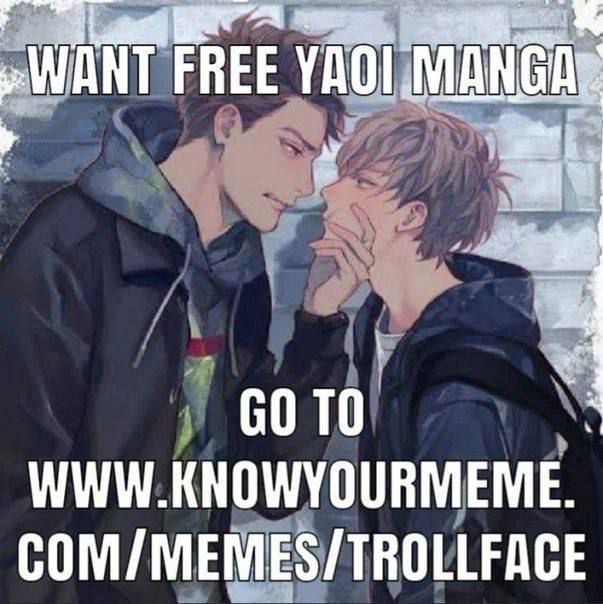 WANT FREE YAOI MANGA
GO TO
WWW.KNOWYOURMEME.
COM/MEMES/TROLLFACE